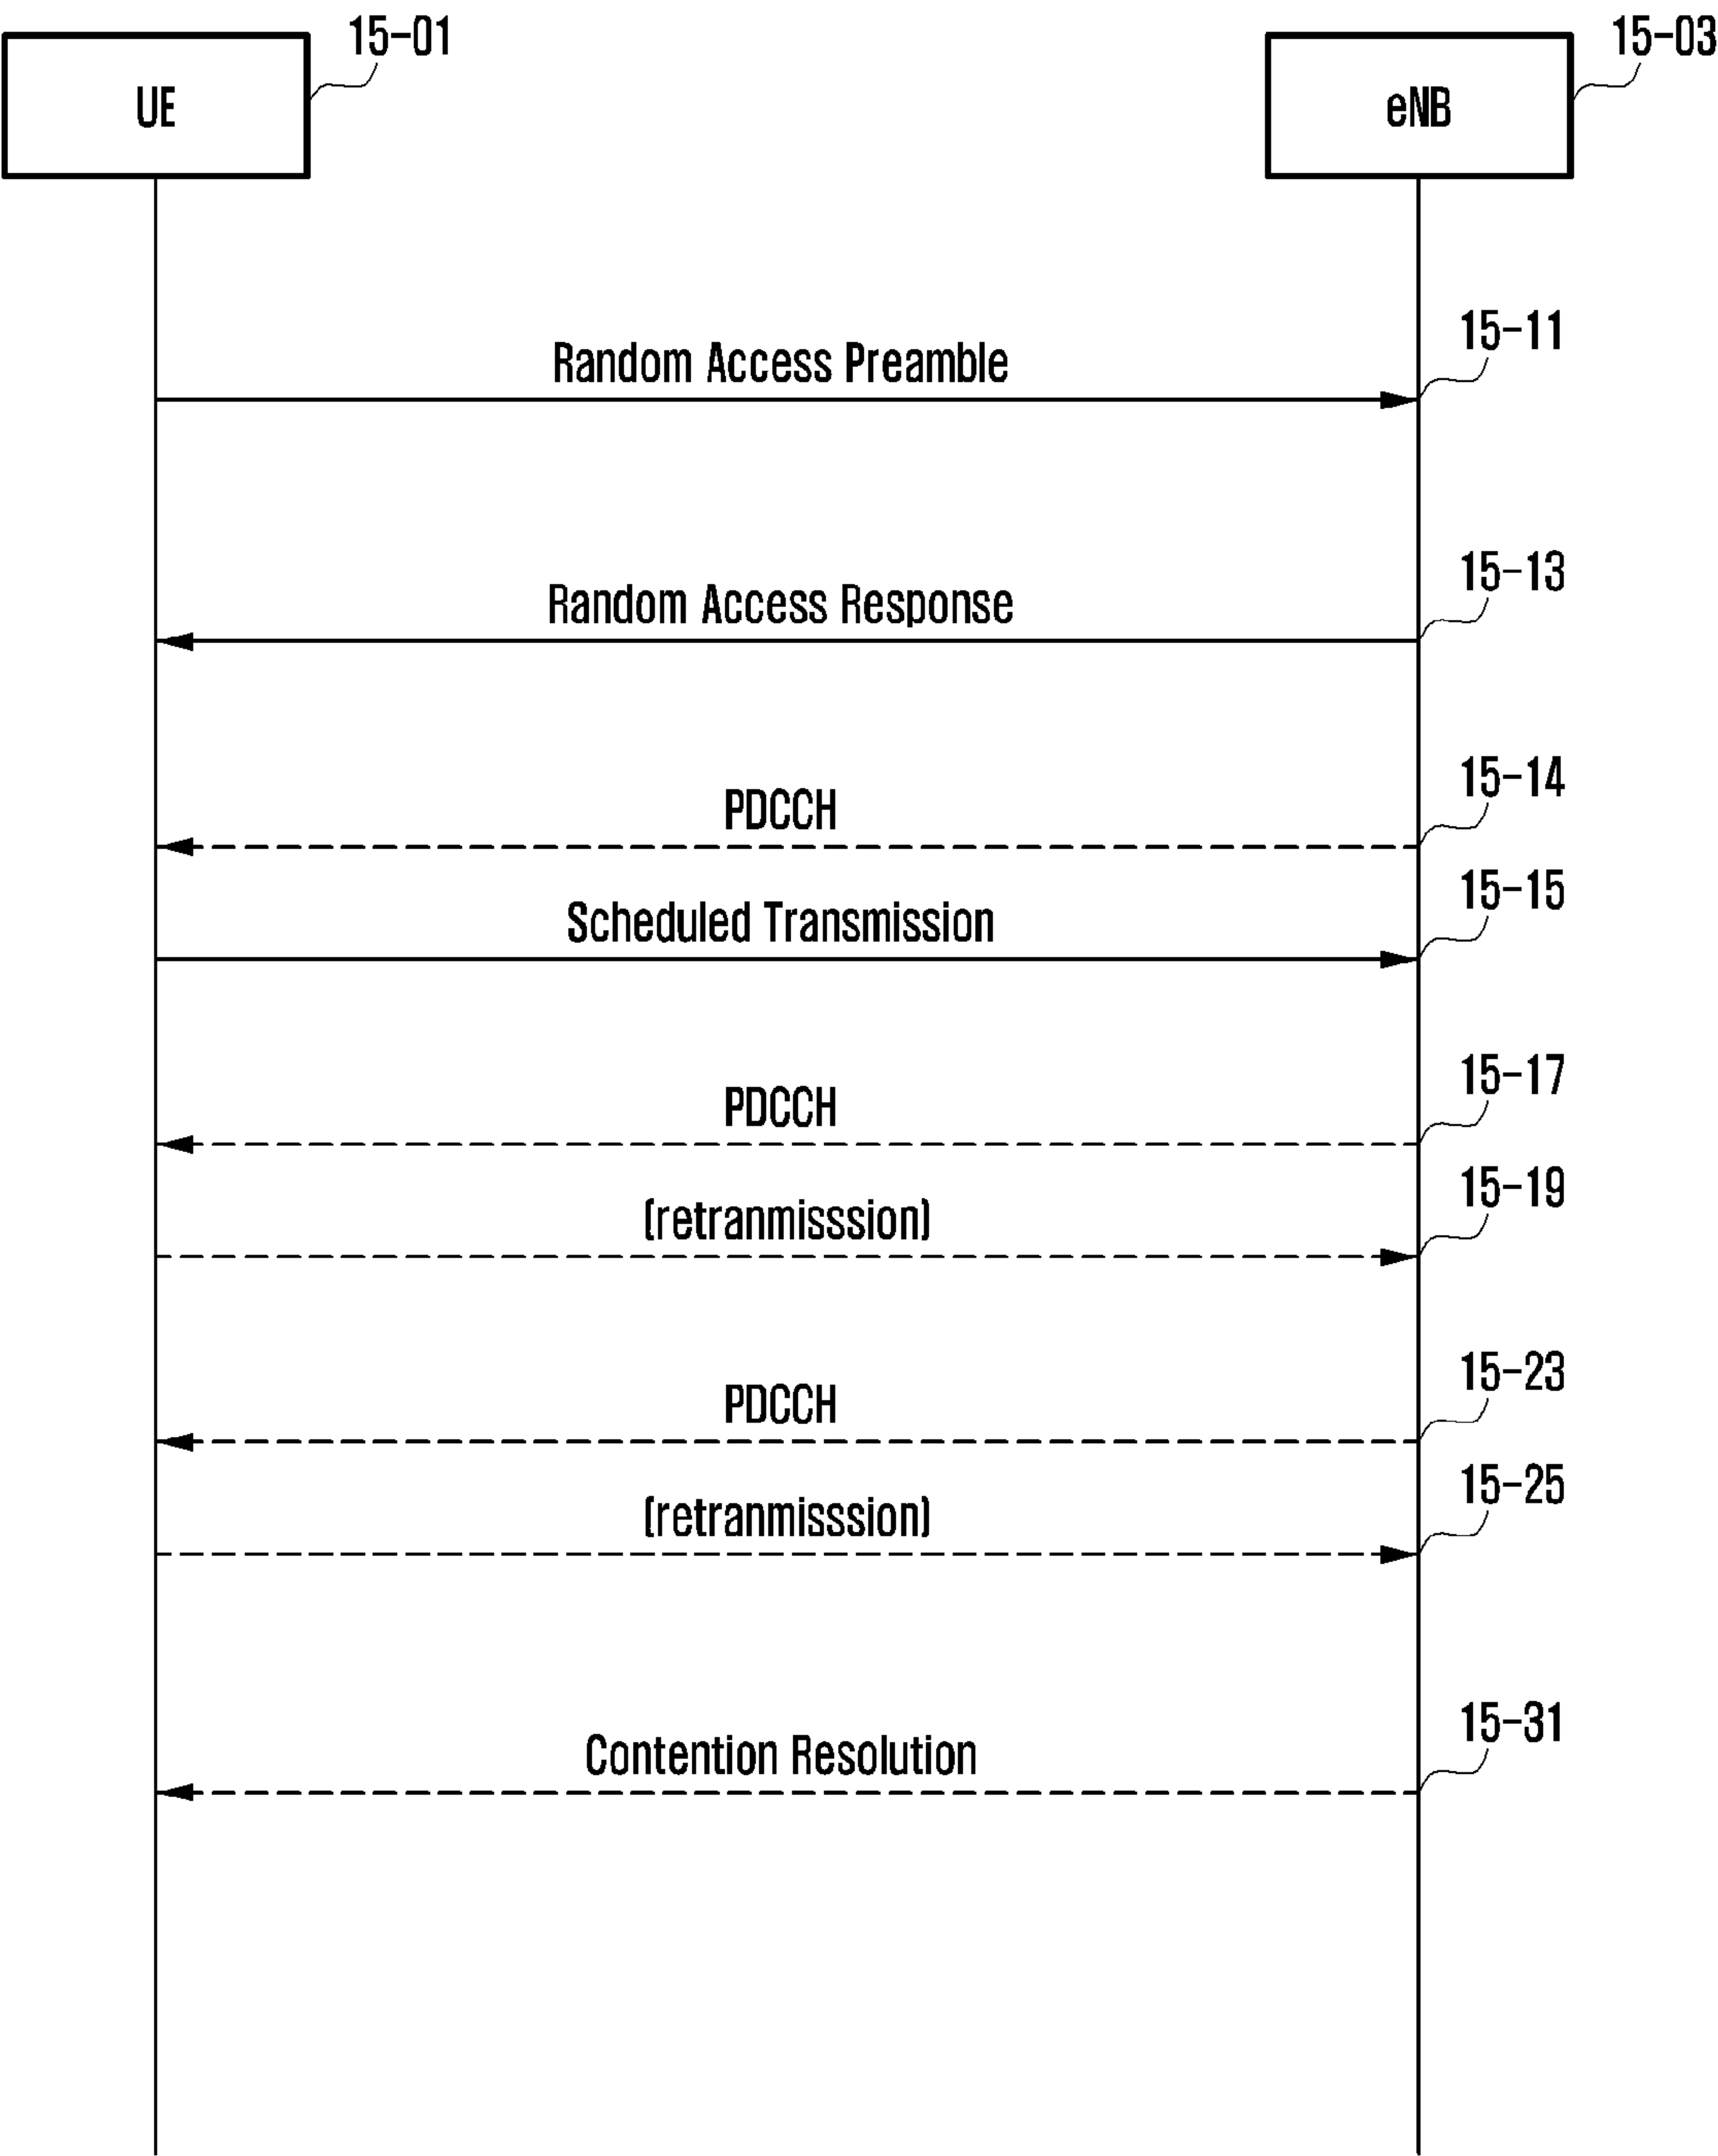 15-01
15-03
UE
eNB
15-11
Random Access Preamble
15-13
Random Access Response
15-14
PDCCH
15-15
Scheduled Transmission
15-17
PDCCH
15-19
(retranmisssion)
15-23
PDCCH
15-25
(retranmisssion)
15-31
Contention Resolution